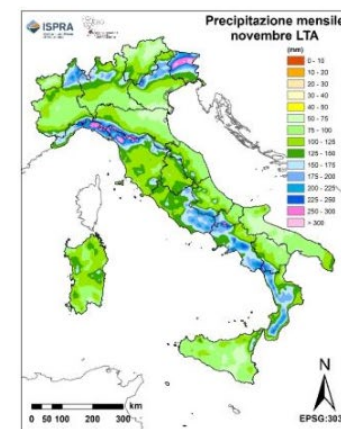 ISPRA
Precipitazione mensile
novembre LTA
(mm)
0 - 10
10 - 20
20 - 30
30 - 40
40 - 50
50 - 75
75 - 100
100 - 125
125 - 150
150 - 175
175 - 200
200 - 225
225 - 250
250 - 300
> 300
N
km
0 50 100 200 300
EPSG:303